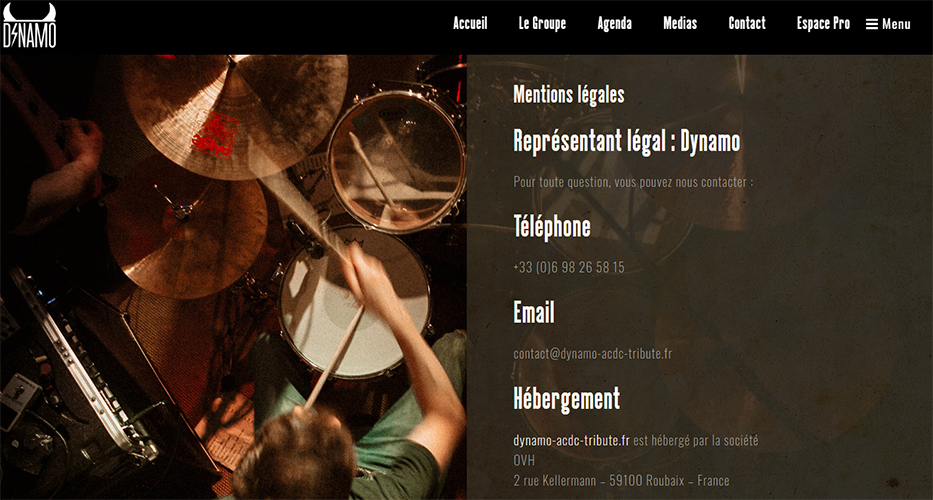 DYNAMO
Accueil Le Groupe Agenda Medias Contact Espace Pro Menu
Mentions légales
Représentant légal : Dynamo
Pour toute question, vous pouvez nous contacter :
Téléphone
+33 (0)6 98 26 58 15
Email
contact@dynamo-acdc-tribute.fr
Hébergement
dynamo-acdc-tribute.fr est hébergé par la société
OVH
2 rue Kellermann – 59100 Roubaix – France